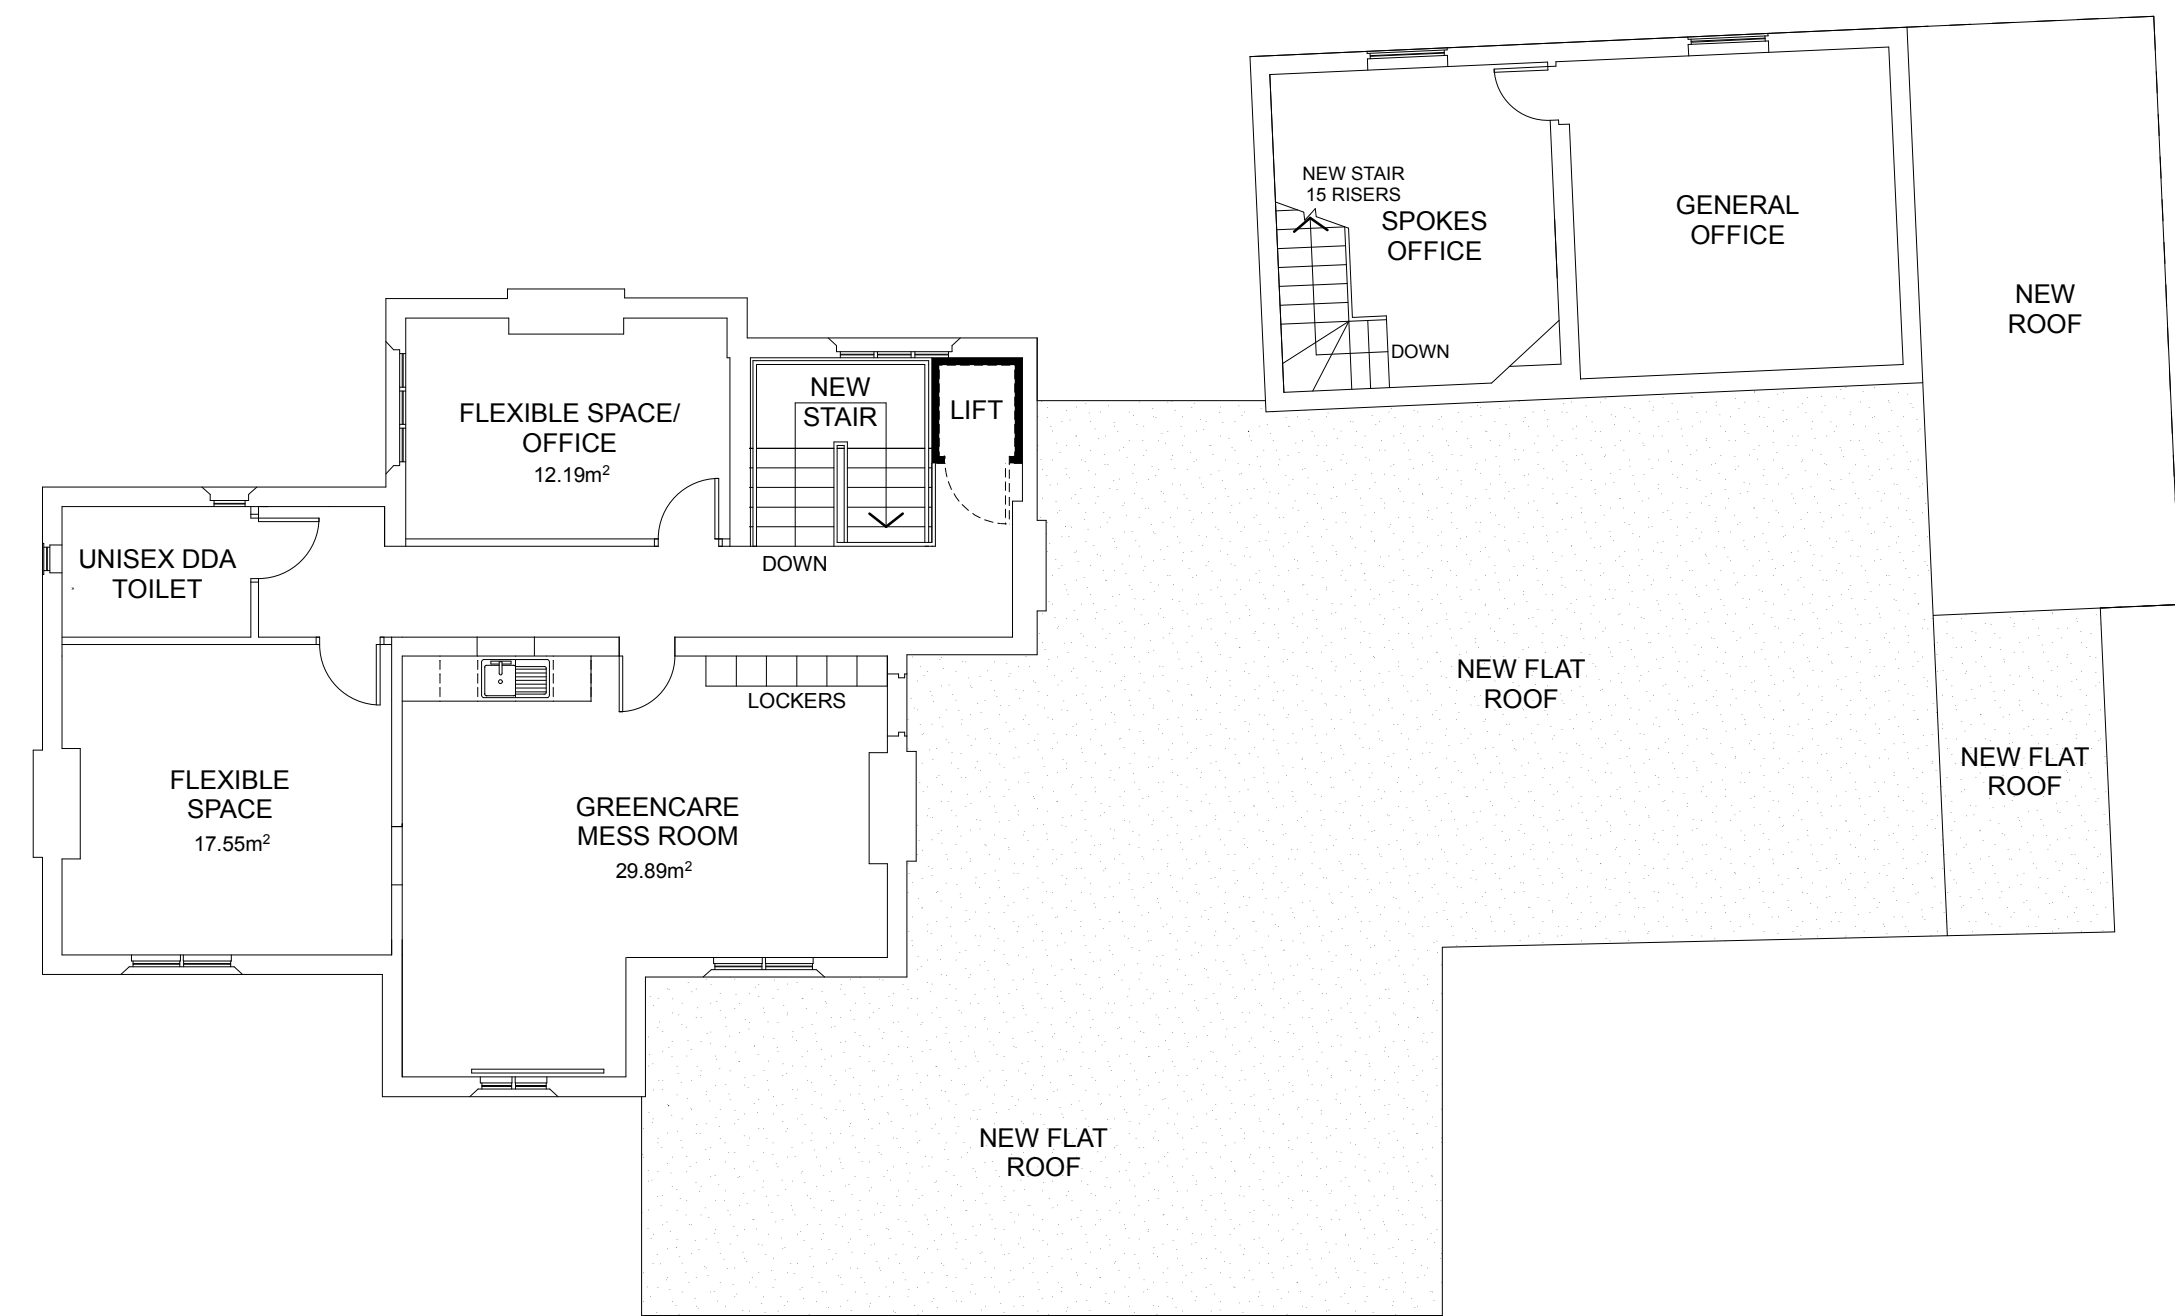 NEW STAIR
15 RISERS
SPOKES
OFFICE
DOWN
GENERAL
OFFICE
NEW
ROOF
FLEXIBLE SPACE/
OFFICE
12.19m²
NEW
STAIR
DOWN
LIFT
UNISEX DDA
TOILET
LOCKERS
FLEXIBLE
SPACE
17.55m²
GREENCARE
MESS ROOM
29.89m²
NEW FLAT
ROOF
NEW FLAT
ROOF
NEW FLAT
ROOF